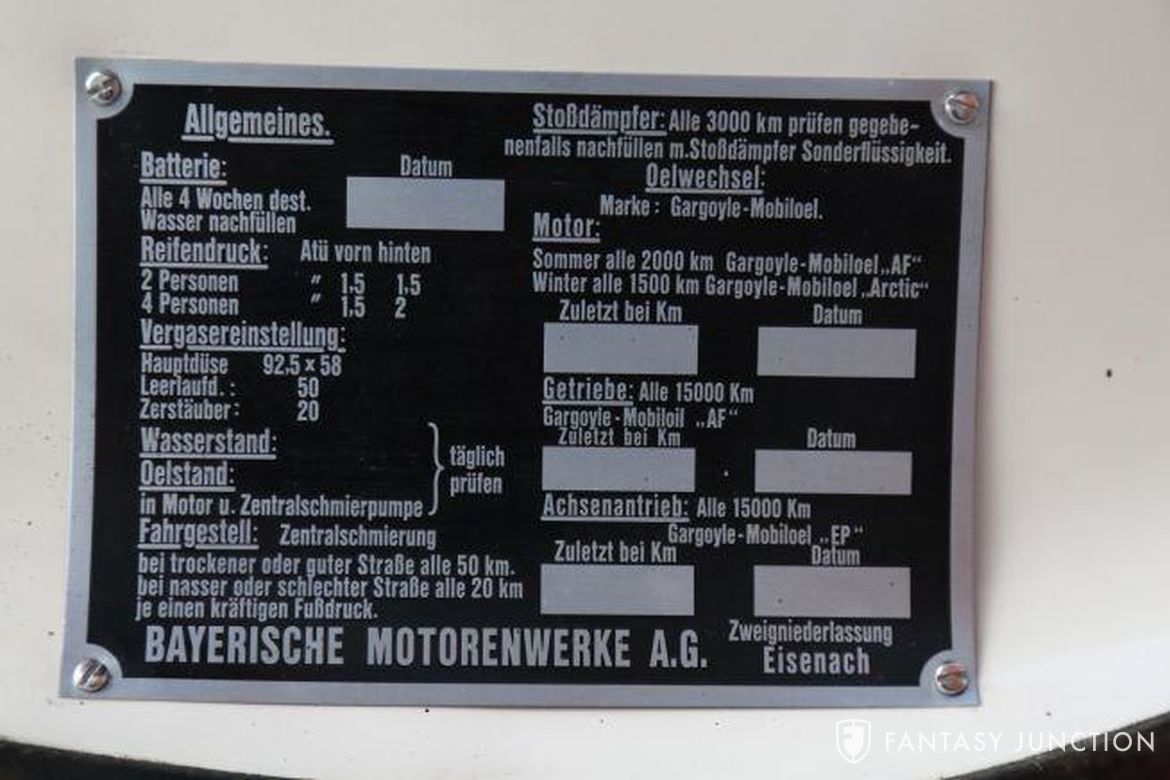 Allgemeines.
Batterie: Datum
Alle 4 Wochen dest.
Wasser nachfüllen
Reifendruck: Atü vorn hinten
2 Personen " 1,5 1,5
4 Personen " 1,5 2
Vergasereinstellung:
Hauptdüse 92,5 x 58
Leerlaufd. : 50
Zerstäuber : 20
Wasserstand:
Oelstand:
in Motor u. Zentralschmierpumpe
} täglich
prüfen
Fahrgestell: Zentralschmierung
bei trockener oder guter Straße alle 50 km.
bei nasser oder schlechter Straße alle 20 km
je einen kräftigen Fußdruck.
Stoßdämpfer: Alle 3000 km prüfen gegebe-
nenfalls nachfüllen m.Stoßdämpfer Sonderflüssigkeit.
Oelwechsel:
Marke : Gargoyle-Mobiloel.
Motor:
Sommer alle 2000 km Gargoyle-Mobiloel „AF“
Winter alle 1500 km Gargoyle-Mobiloel „Arctic“
Zuletzt bei Km Datum
Getriebe: Alle 15000 Km
Gargoyle-Mobiloil „AF“
Zuletzt bei Km Datum
Achsenantrieb: Alle 15000 Km
Gargoyle-Mobiloel „EP“
Zuletzt bei Km Datum
BAYERISCHE MOTORENWERKE A.G.
Zweigniederlassung
Eisenach
FANTASY JUNCTION